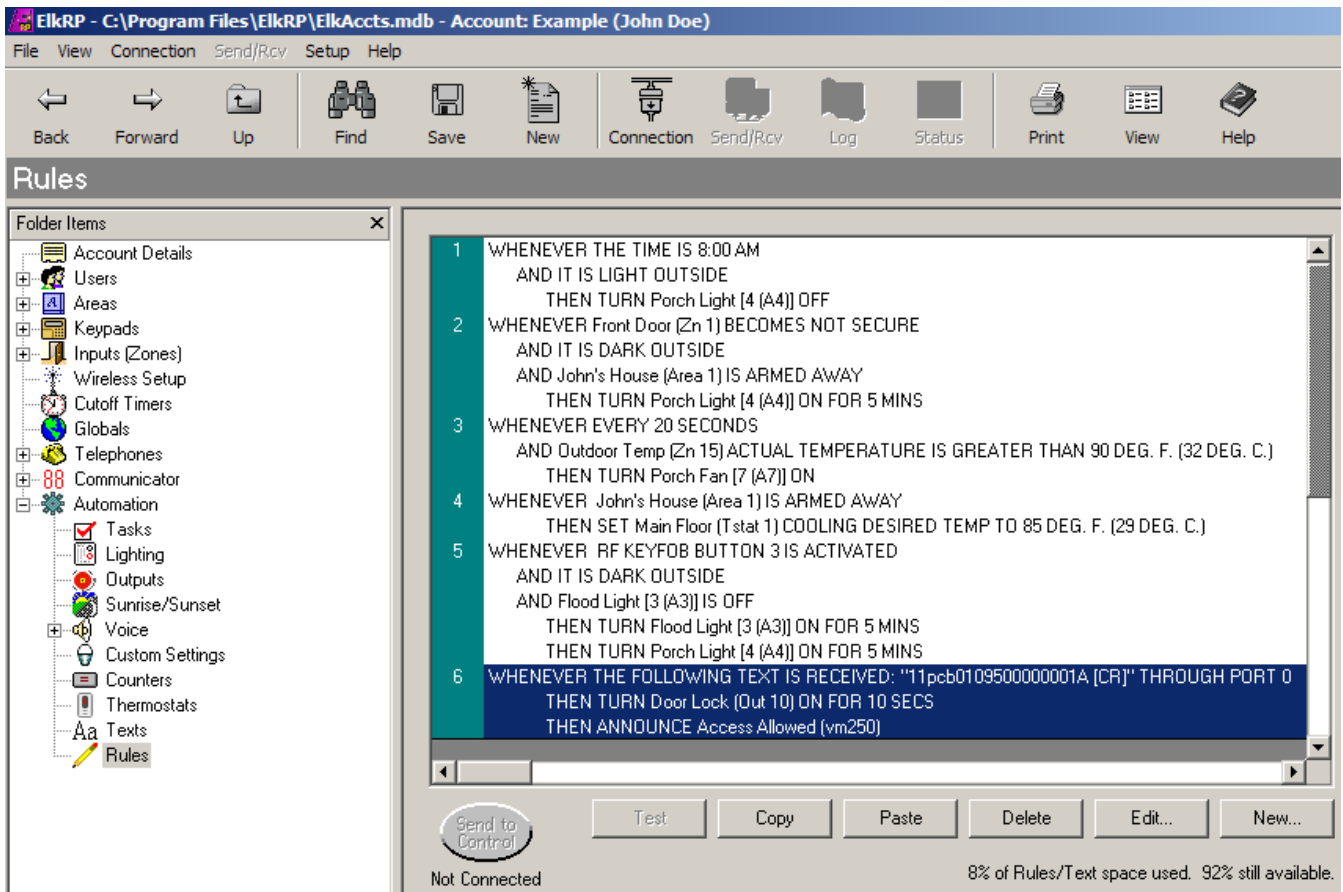 ElkRP - C:\Program Files\ElkRP\ElkAccts.mdb - Account: Example (John Doe)
File View Connection Send/Rcv Setup Help
Back Forward Up Find Save New Connection Send/Rcv Log Status Print View Help
Rules
Folder Items
Account Details
Users
Areas
Keypads
Inputs (Zones)
Wireless Setup
Cutoff Timers
Globals
Telephones
88 Communicator
Automation
Tasks
Lighting
Outputs
Sunrise/Sunset
Voice
Custom Settings
Counters
Thermostats
Aa Texts
Rules
1 WHENEVER THE TIME IS 8:00 AM
AND IT IS LIGHT OUTSIDE
THEN TURN Porch Light [4 (A4)] OFF
2 WHENEVER Front Door (Zn 1) BECOMES NOT SECURE
AND IT IS DARK OUTSIDE
AND John's House (Area 1) IS ARMED AWAY
THEN TURN Porch Light [4 (A4)] ON FOR 5 MINS
3 WHENEVER EVERY 20 SECONDS
AND Outdoor Temp (Zn 15) ACTUAL TEMPERATURE IS GREATER THAN 90 DEG. F. (32 DEG. C.)
THEN TURN Porch Fan [7 (A7)] ON
4 WHENEVER John's House (Area 1) IS ARMED AWAY
THEN SET Main Floor (Tstat 1) COOLING DESIRED TEMP TO 85 DEG. F. (29 DEG. C.)
5 WHENEVER RF KEYFOB BUTTON 3 IS ACTIVATED
AND IT IS DARK OUTSIDE
AND Flood Light [3 (A3)] IS OFF
THEN TURN Flood Light [3 (A3)] ON FOR 5 MINS
THEN TURN Porch Light [4 (A4)] ON FOR 5 MINS
6 WHENEVER THE FOLLOWING TEXT IS RECEIVED: "11pcb0109500000001A [CR]" THROUGH PORT 0
THEN TURN Door Lock (Out 10) ON FOR 10 SECS
THEN ANNOUNCE Access Allowed (vm250)
Send to Control
Test Copy Paste Delete Edit... New...
Not Connected
8% of Rules/Text space used. 92% still available.